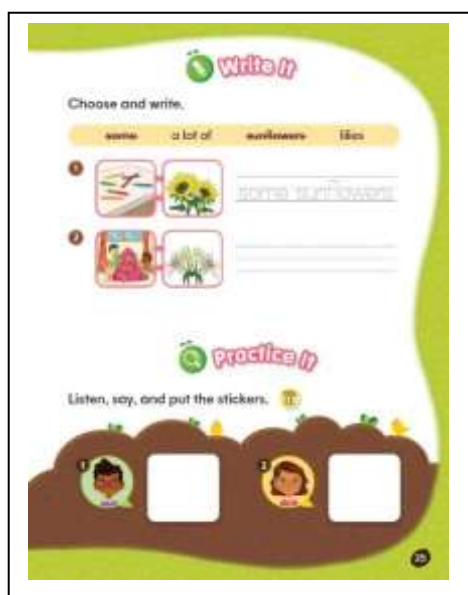 Write It
Choose and write.
some a lot of sunflowers lilies
1
some sunflowers
2
Practice It
Listen, say, and put the stickers.
1 2
25